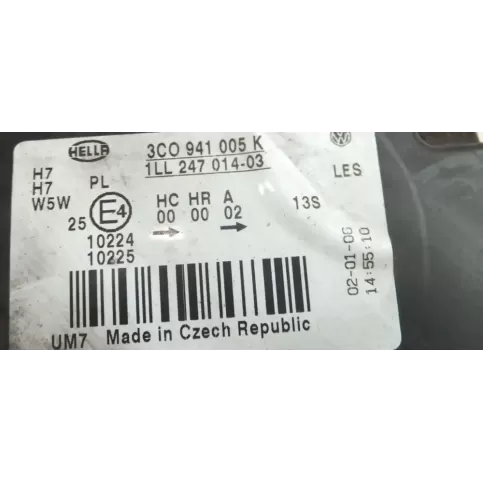 HELLA
3C0 941 005 K
1LL 247 014-03
H7
H7
W5W
PL
LES
25 E4
HC HR A
00 00 02
13S
10224
10225
02-01-06
14:55:10
UM7 Made in Czech Republic